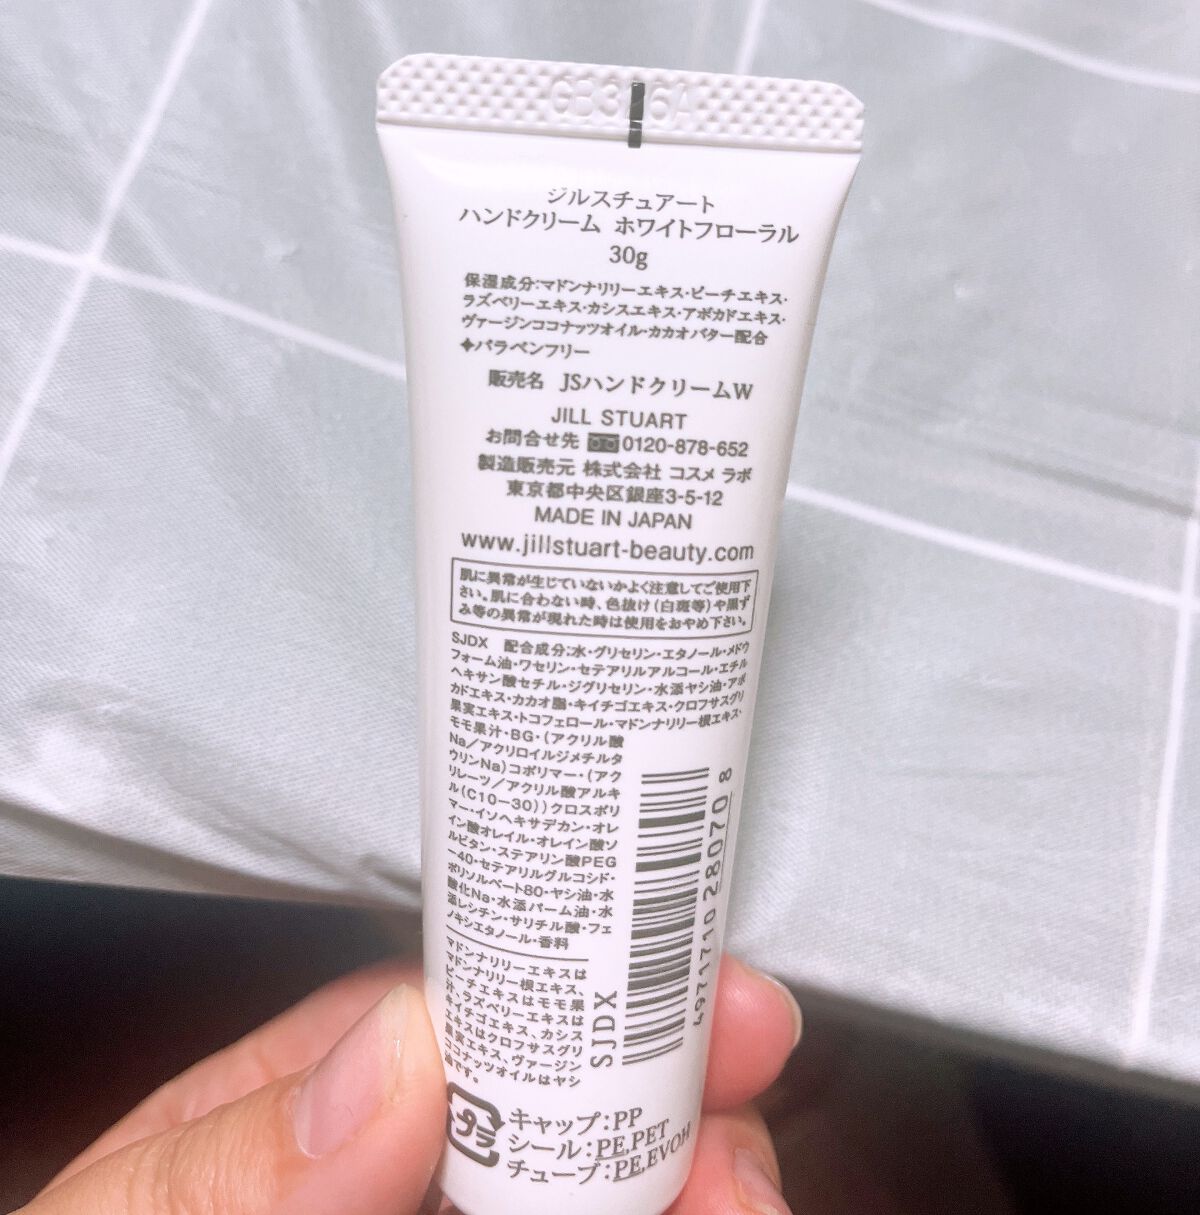 ジルスチュアート
ハンドクリーム ホワイトフローラル
30g
保湿成分:マドンナリリーエキス・ピーチエキス・
ラズベリーエキス・カシスエキス・アボカドエキス・
ヴァージンココナッツオイル・カカオバター配合
✦パラベンフリー
販売名 JSハンドクリームW
JILL STUART
お問合せ先 0120-878-652
製造販売元 株式会社 コスメ ラボ
東京都中央区銀座3-5-12
MADE IN JAPAN
www.jillstuart-beauty.com
肌に異常が生じていないかよく注意してご使用下
さい。肌に合わない時、色抜け(白斑等)や黒ず
み等の異常が現れた時は使用をおやめ下さい。
SJDX 配合成分:水・グリセリン・エタノール・メドウ
フォーム油・ワセリン・セテアリルアルコール・エチル
ヘキサン酸セチル・ジグリセリン・水添ヤシ油・アボ
カドエキス・カカオ脂・キイチゴエキス・クロフサスグリ
果実エキス・トコフェロール・マドンナリリー根エキス・
モモ果汁・BG・(アクリル酸
Na/アクリロイルジメチルタ
ウリンNa)コポリマー・(アク
リレーツ/アクリル酸アルキ
ル(C10-30))クロスポリ
マー・イソヘキサデカン・オレ
イン酸オレイル・オレイン酸ソ
ルビタン・ステアリン酸PEG
-40・セテアリルグルコシド・
ポリソルベート80・ヤシ油・水
酸化Na・水添パーム油・水
添レシチン・サリチル酸・フェ
ノキシエタノール・香料
マドンナリリーエキスは
マドンナリリー根エキス、
ピーチエキスはモモ果
汁、ラズベリーエキスは
キイチゴエキス、カシス
エキスはクロフサスグリ
果実エキス、ヴァージン
ココナッツオイルはヤシ
油です。
SJDX
4971710 280708
プラ
キャップ:PP
シール:PE,PET
チューブ:PE,EVOH